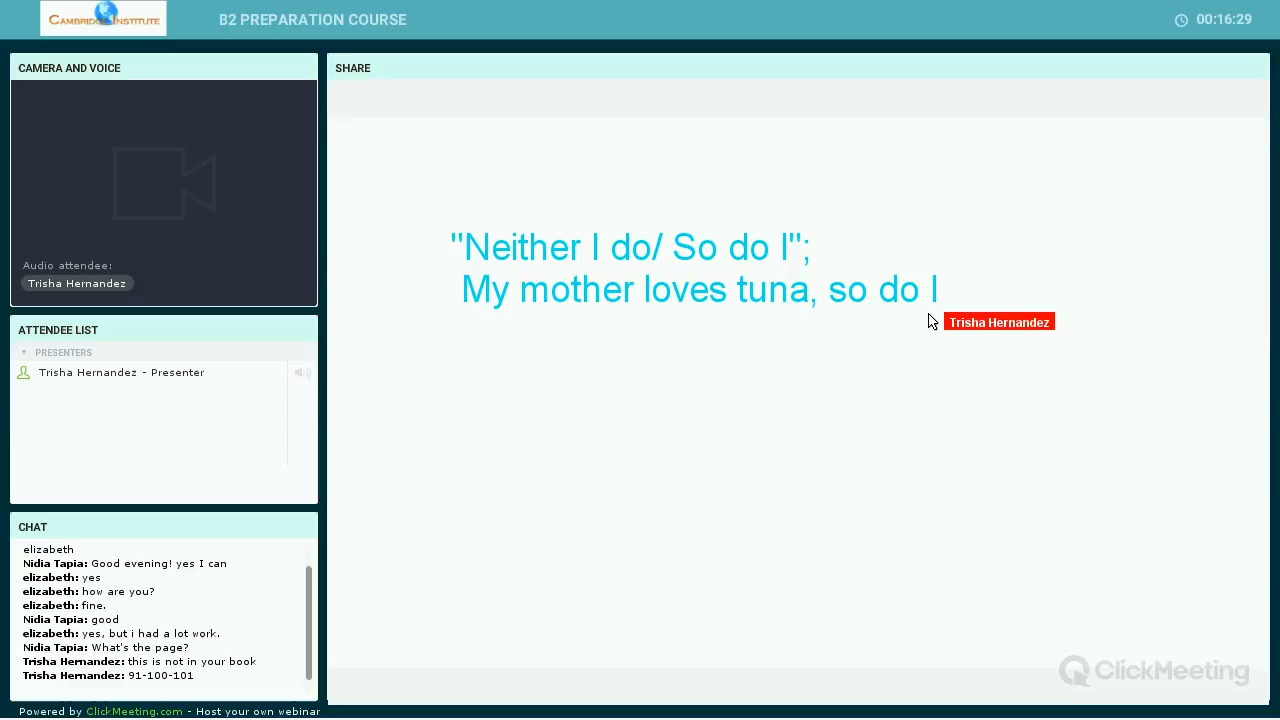 CAMBRIDGE INSTITUTE
B2 PREPARATION COURSE
00:16:29
CAMERA AND VOICE
Audio attendee:
Trisha Hernandez
ATTENDEE LIST
PRESENTERS
Trisha Hernandez - Presenter
CHAT
elizabeth
Nidia Tapia: Good evening! yes I can
elizabeth: yes
elizabeth: how are you?
elizabeth: fine.
Nidia Tapia: good
elizabeth: yes, but i had a lot work.
Nidia Tapia: What's the page?
Trisha Hernandez: this is not in your book
Trisha Hernandez: 91-100-101
Powered by ClickMeeting.com - Host your own webinar
SHARE
"Neither I do/ So do I";
My mother loves tuna, so do I
Trisha Hernandez
ClickMeeting